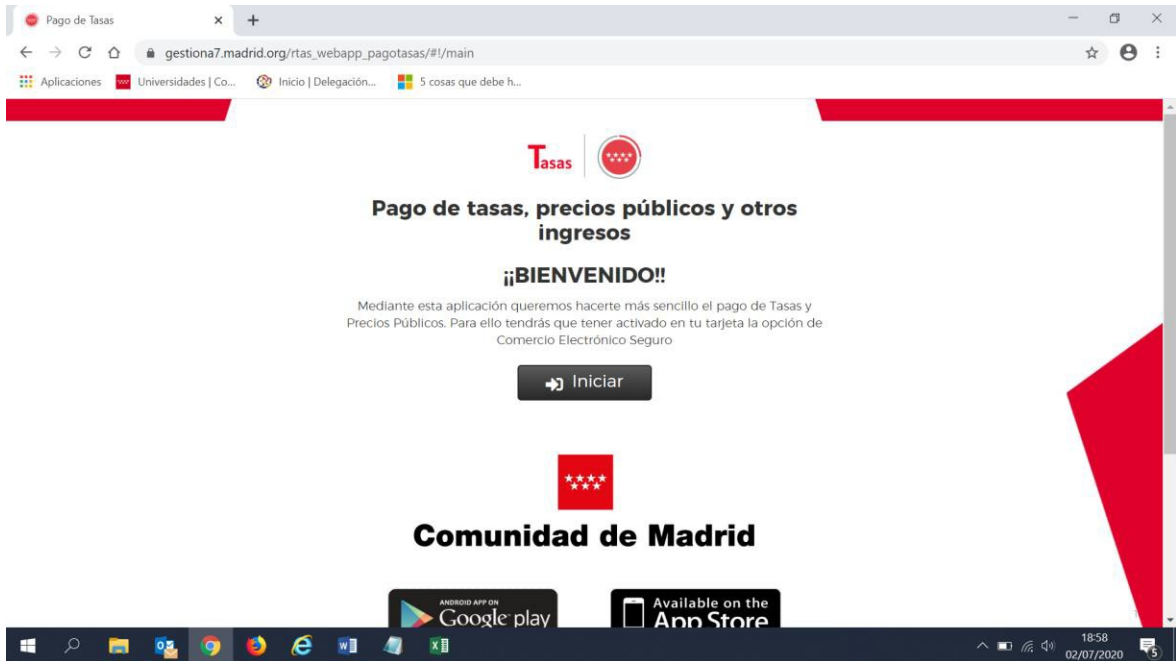 Pago de Tasas
gestiona7.madrid.org/rtas_webapp_pagotasas/#!/main
Aplicaciones Universidades | Co... Inicio | Delegación... 5 cosas que debe h...
Tasas
Pago de tasas, precios públicos y otros
ingresos
¡¡BIENVENIDO!!
Mediante esta aplicación queremos hacerte más sencillo el pago de Tasas y
Precios Públicos. Para ello tendrás que tener activado en tu tarjeta la opción de
Comercio Electrónico Seguro
Iniciar
Comunidad de Madrid
ANDROID APP ON
Google play
Available on the
App Store
18:58
02/07/2020
5